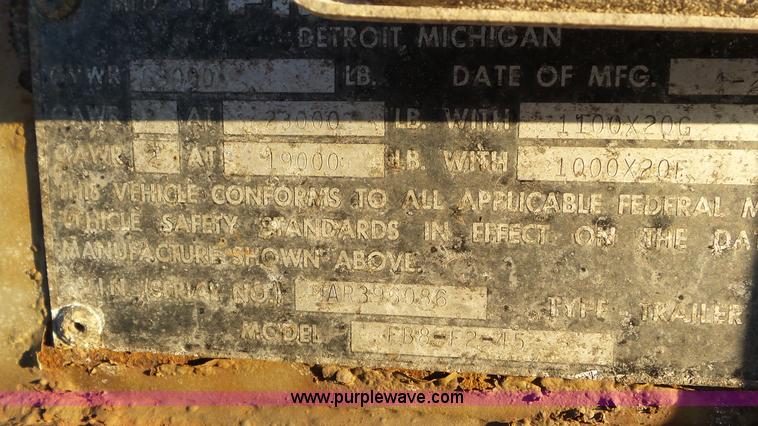 DETROIT, MICHIGAN
GVWR LB. DATE OF MFG.
GAWR AT 23000 LB. WITH 1100X20G
GAWR 2 AT 19000 LB. WITH 1000X20F
THIS VEHICLE CONFORMS TO ALL APPLICABLE FEDERAL M
VEHICLE SAFETY STANDARDS IN EFFECT ON THE DA
MANUFACTURE SHOWN ABOVE.
V.I.N. (SERIAL NO.) MAR396086 TYPE TRAILER
MODEL FB8-F2-45
www.purplewave.com